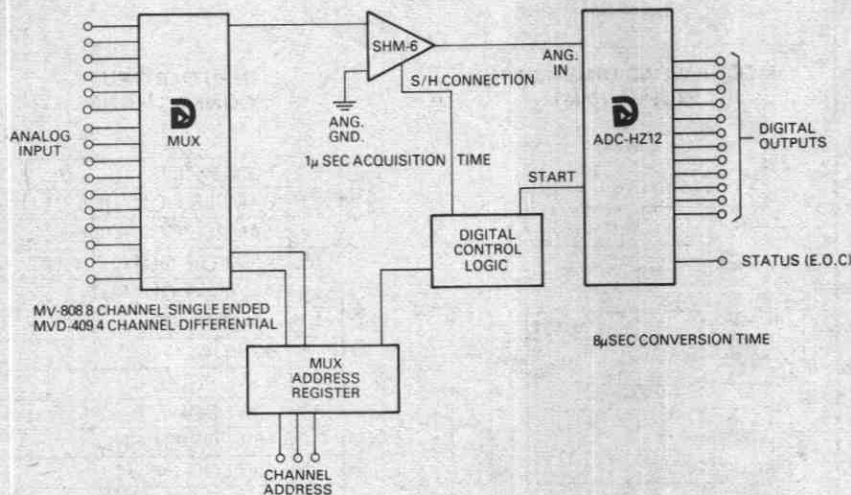 SHM-6
MUX
ANG.
IN
S/H CONNECTION
ANG.
GND.
ANALOG
INPUT
1μ SEC ACQUISITION TIME
ADC-HZ12
DIGITAL
OUTPUTS
START
DIGITAL
CONTROL
LOGIC
STATUS (E.O.C)
MV-808 8 CHANNEL SINGLE ENDED
MVD-409 4 CHANNEL DIFFERENTIAL
8μSEC CONVERSION TIME
MUX
ADDRESS
REGISTER
CHANNEL
ADDRESS